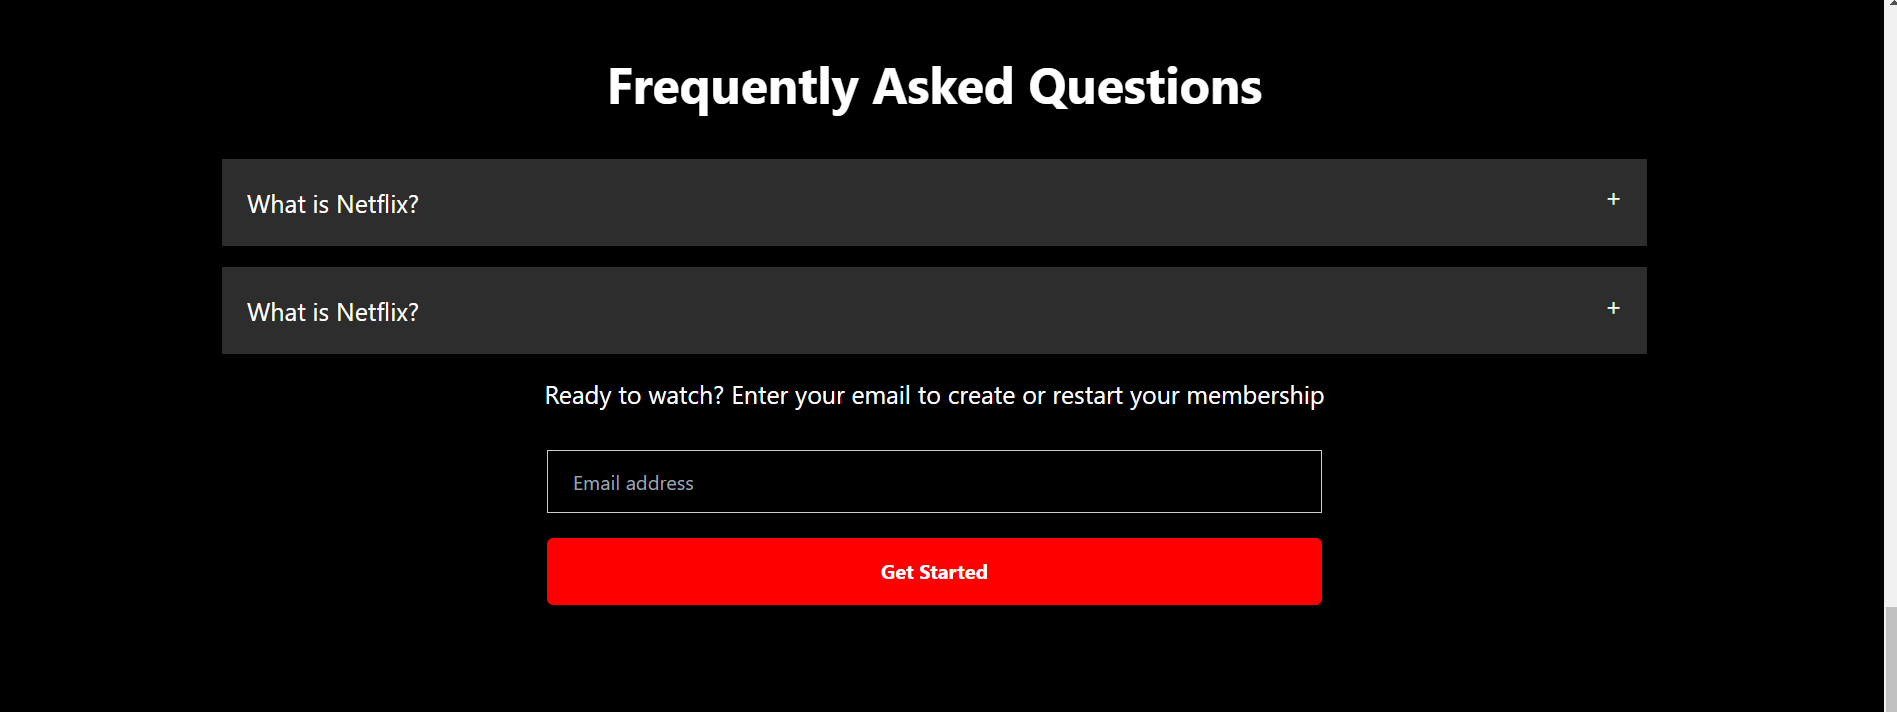 Frequently Asked Questions
What is Netflix? +
What is Netflix? +
Ready to watch? Enter your email to create or restart your membership
Email address
Get Started